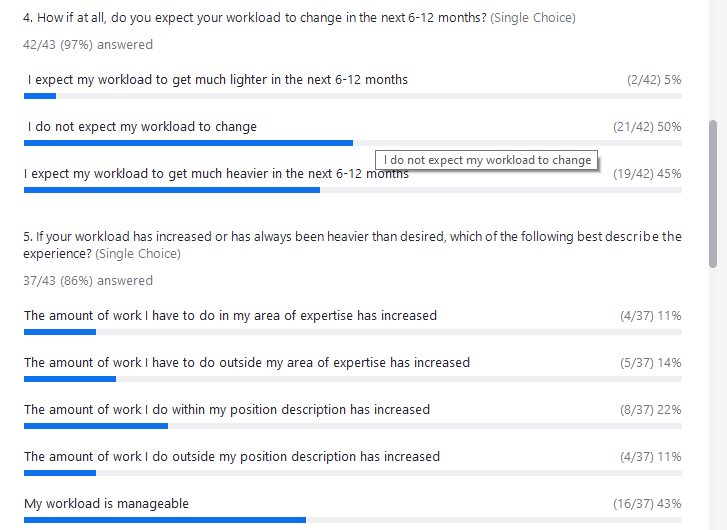 4. How if at all, do you expect your workload to change in the next 6-12 months? (Single Choice)
42/43 (97%) answered
I expect my workload to get much lighter in the next 6-12 months (2/42) 5%
I do not expect my workload to change (21/42) 50%
I do not expect my workload to change
I expect my workload to get much heavier in the next 6-12 months (19/42) 45%
5. If your workload has increased or has always been heavier than desired, which of the following best describe the
experience? (Single Choice)
37/43 (86%) answered
The amount of work I have to do in my area of expertise has increased (4/37) 11%
The amount of work I have to do outside my area of expertise has increased (5/37) 14%
The amount of work I do within my position description has increased (8/37) 22%
The amount of work I do outside my position description has increased (4/37) 11%
My workload is manageable (16/37) 43%